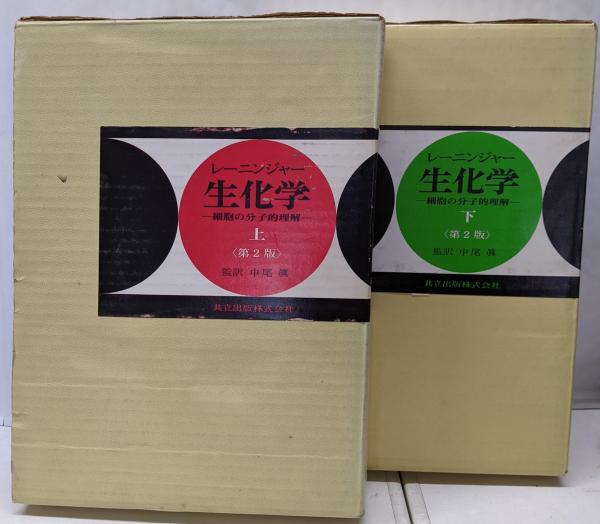 レーニンジャー
生化学
—細胞の分子的理解—
上
〈第2版〉
監訳 中尾 眞
共立出版株式会社
レーニンジャー
生化学
—細胞の分子的理解—
下
〈第2版〉
監訳 中尾 眞
共立出版株式会社